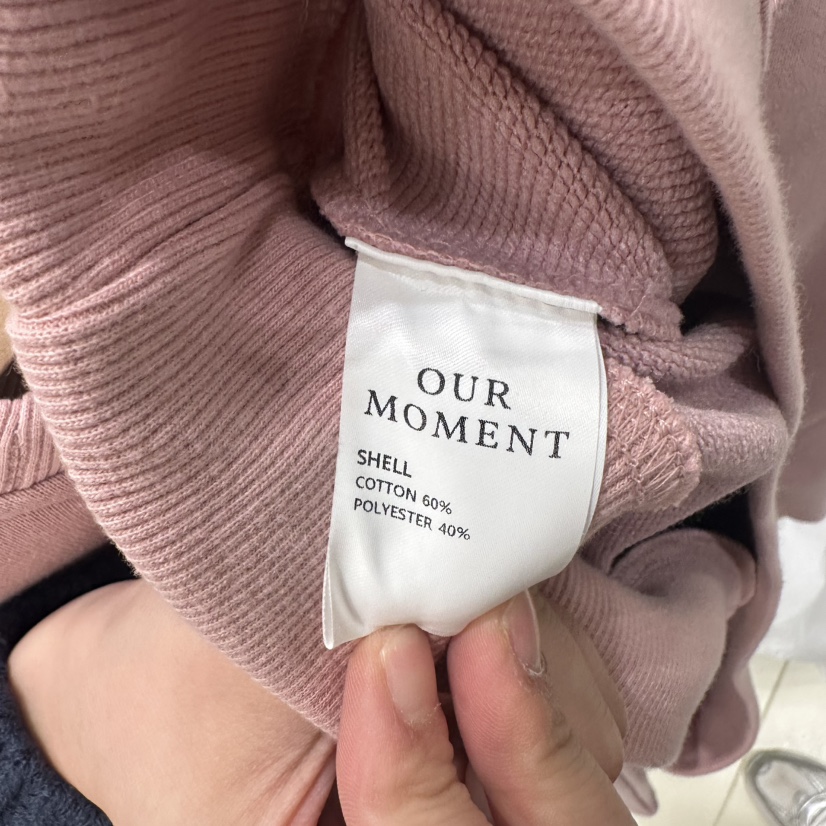 OUR
MOMENT
SHELL
COTTON 60%
POLYESTER 40%